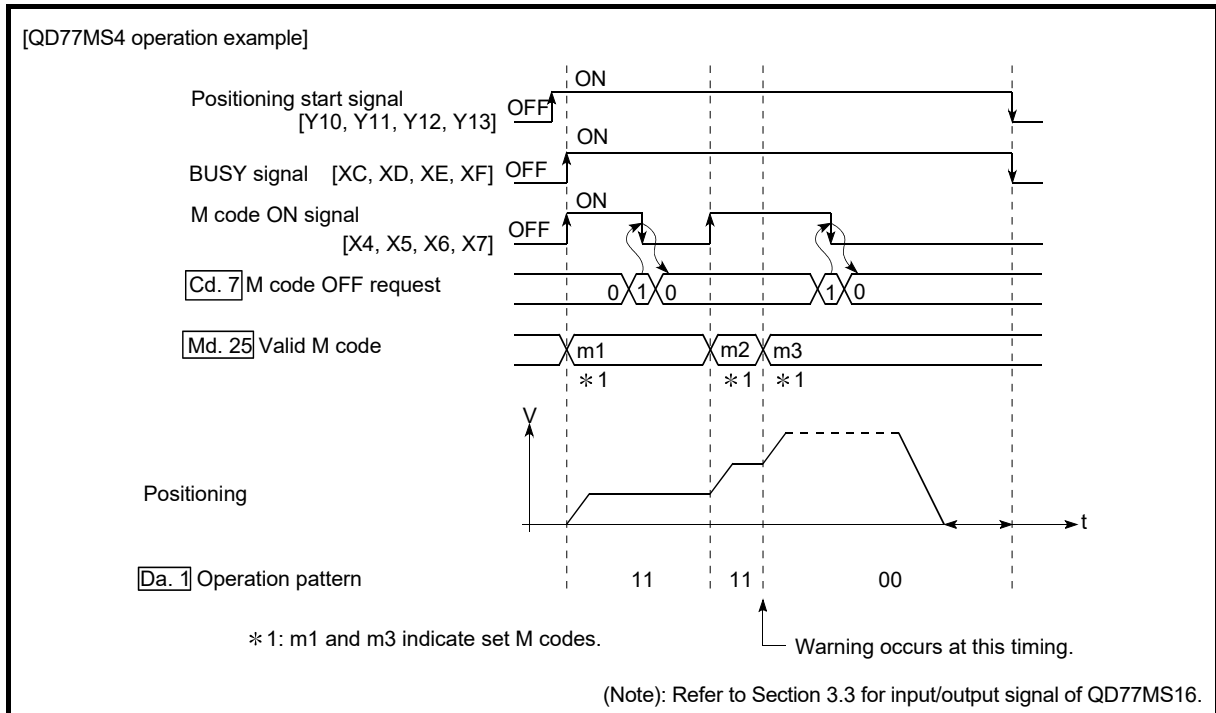 [QD77MS4 operation example]
ON
Positioning start signal
[Y10, Y11, Y12, Y13]
OFF
ON
BUSY signal [XC, XD, XE, XF]
OFF
M code ON signal
[X4, X5, X6, X7]
ON
OFF
Cd. 7 M code OFF request
0 1 0 1 0
Md. 25 Valid M code
m1 m2 m3
*1 *1 *1
V
Positioning
t
Da. 1 Operation pattern
11 11 00
*1: m1 and m3 indicate set M codes.
Warning occurs at this timing.
(Note): Refer to Section 3.3 for input/output signal of QD77MS16.